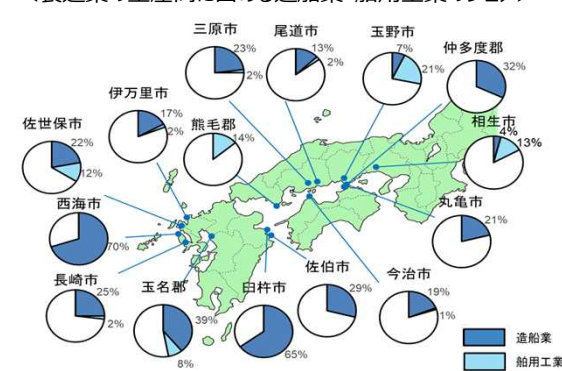 三原市
23%
2%
尾道市
13%
2%
玉野市
7%
21%
仲多度郡
32%
伊万里市
17%
2%
熊毛郡
14%
相生市
4%
13%
佐世保市
22%
12%
西海市
70%
丸亀市
21%
長崎市
25%
2%
玉名郡
39%
8%
臼杵市
65%
佐伯市
29%
今治市
19%
1%
造船業
舶用工業